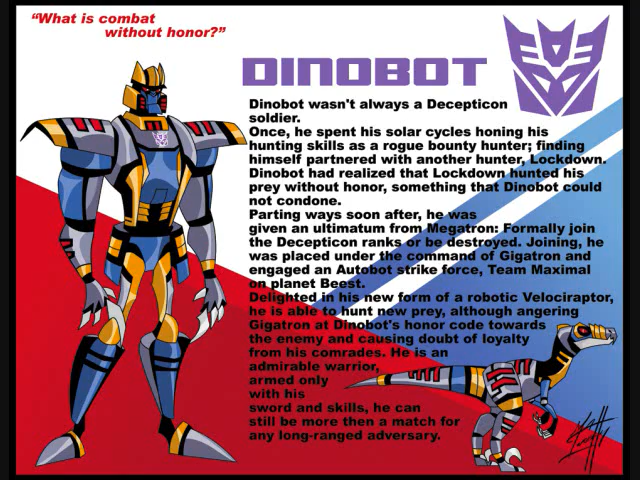 “What is combat
without honor?”
DINOBOT
Dinobot wasn't always a Decepticon
soldier.
Once, he spent his solar cycles honing his
hunting skills as a rogue bounty hunter; finding
himself partnered with another hunter, Lockdown.
Dinobot had realized that Lockdown hunted his
prey without honor, something that Dinobot could
not condone.
Parting ways soon after, he was
given an ultimatum from Megatron: Formally join
the Decepticon ranks or be destroyed. Joining, he
was placed under the command of Gigatron and
engaged an Autobot strike force, Team Maximal
on planet Beest.
Delighted in his new form of a robotic Velociraptor,
he is able to hunt new prey, although angering
Gigatron at Dinobot's honor code towards
the enemy and causing doubt of loyalty
from his comrades. He is an
admirable warrior,
armed only
with his
sword and skills, he can
still be more then a match for
any long-ranged adversary.